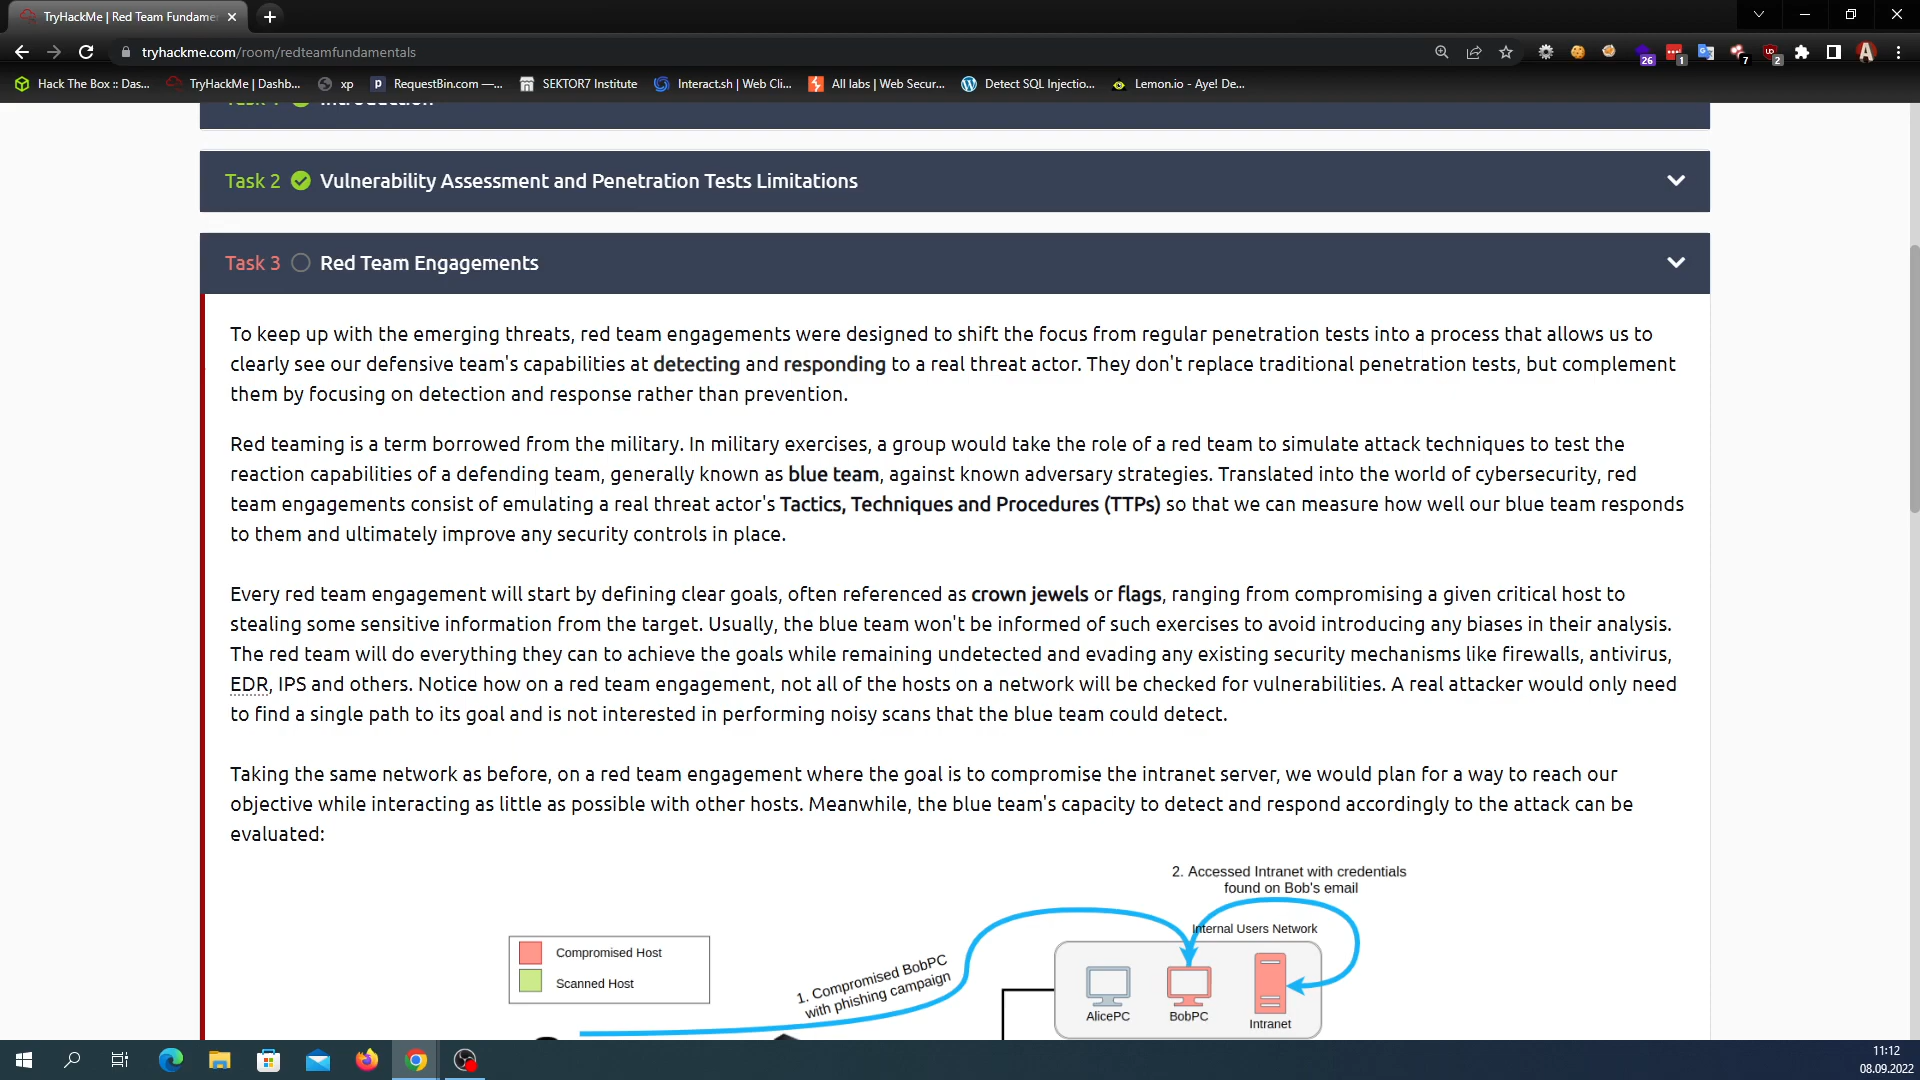 TryHackMe | Red Team Fundamen
tryhackme.com/room/redteamfundamentals
26
1
7
2
Hack The Box :: Das...
TryHackMe | Dashb...
xp
RequestBin.com —...
SEKTOR7 Institute
Interact.sh | Web Cli...
All labs | Web Secur...
Detect SQL Injectio...
Lemon.io - Aye! De...
Task 1 Introduction
Task 2 Vulnerability Assessment and Penetration Tests Limitations
Task 3 Red Team Engagements
To keep up with the emerging threats, red team engagements were designed to shift the focus from regular penetration tests into a process that allows us to
clearly see our defensive team's capabilities at detecting and responding to a real threat actor. They don't replace traditional penetration tests, but complement
them by focusing on detection and response rather than prevention.
Red teaming is a term borrowed from the military. In military exercises, a group would take the role of a red team to simulate attack techniques to test the
reaction capabilities of a defending team, generally known as blue team, against known adversary strategies. Translated into the world of cybersecurity, red
team engagements consist of emulating a real threat actor's Tactics, Techniques and Procedures (TTPs) so that we can measure how well our blue team responds
to them and ultimately improve any security controls in place.
Every red team engagement will start by defining clear goals, often referenced as crown jewels or flags, ranging from compromising a given critical host to
stealing some sensitive information from the target. Usually, the blue team won't be informed of such exercises to avoid introducing any biases in their analysis.
The red team will do everything they can to achieve the goals while remaining undetected and evading any existing security mechanisms like firewalls, antivirus,
EDR, IPS and others. Notice how on a red team engagement, not all of the hosts on a network will be checked for vulnerabilities. A real attacker would only need
to find a single path to its goal and is not interested in performing noisy scans that the blue team could detect.
Taking the same network as before, on a red team engagement where the goal is to compromise the intranet server, we would plan for a way to reach our
objective while interacting as little as possible with other hosts. Meanwhile, the blue team's capacity to detect and respond accordingly to the attack can be
evaluated:
2. Accessed Intranet with credentials
found on Bob's email
Internal Users Network
Compromised Host
Scanned Host
1. Compromised BobPC
with phishing campaign
AlicePC
BobPC
Intranet
11:12
08.09.2022